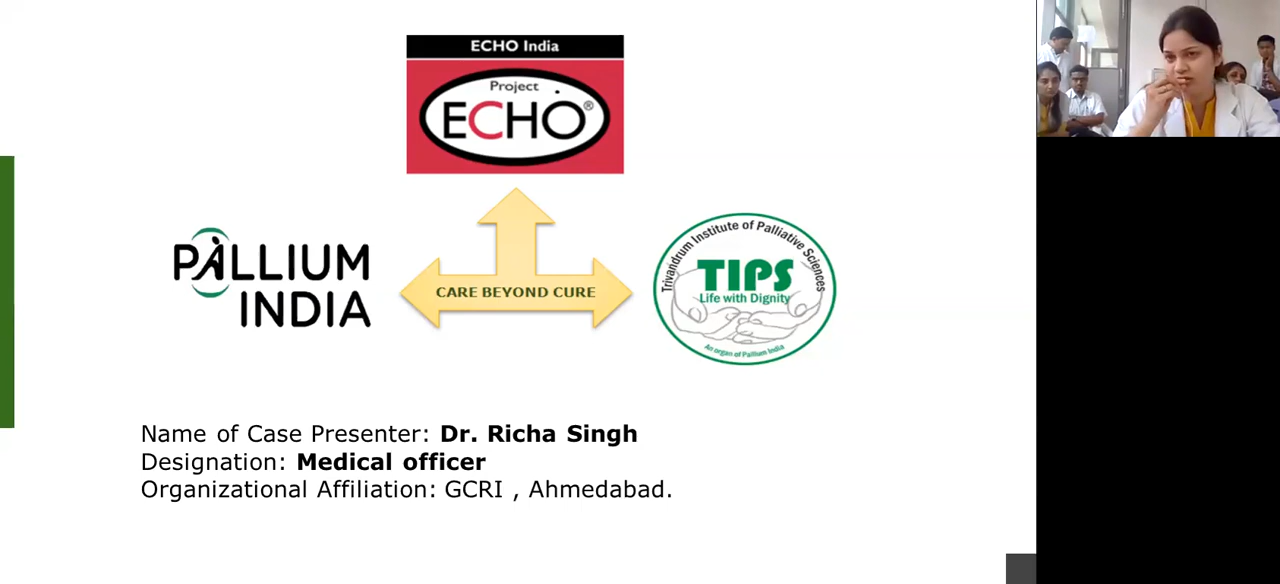 ECHO India
Project
ECHO®
PALLIUM
INDIA
CARE BEYOND CURE
Trivandrum Institute of Palliative Sciences
TIPS
Life with Dignity
An organ of Pallium India
Name of Case Presenter: Dr. Richa Singh
Designation: Medical officer
Organizational Affiliation: GCRI , Ahmedabad.